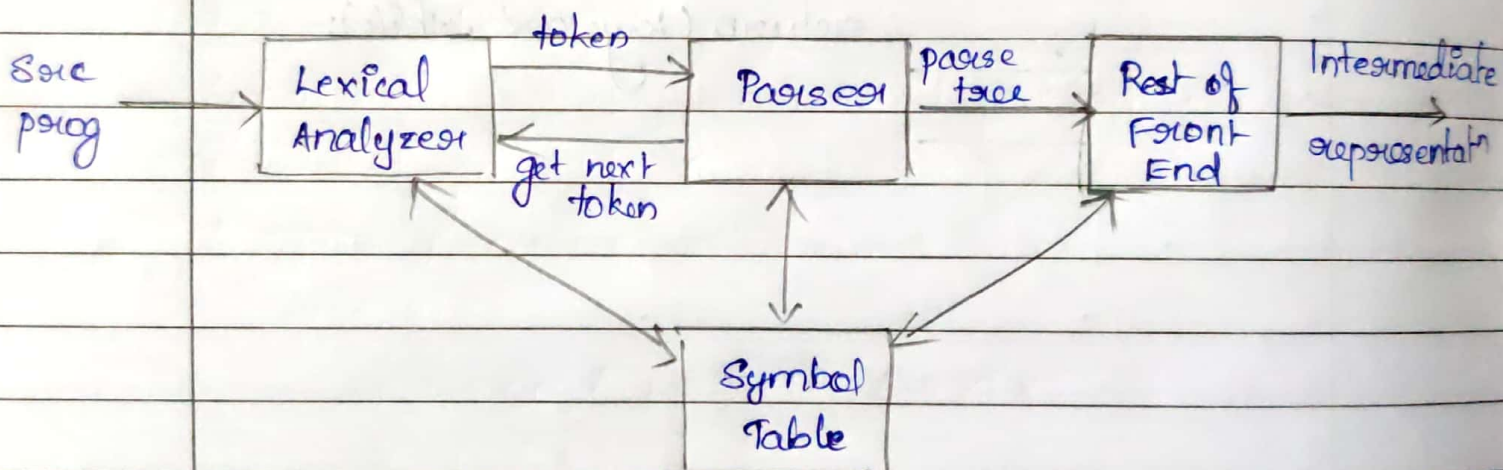 Src
prog
Lexical
Analyzer
token
get next
token
Parser
parse
tree
Rest of
Front
End
Intermediate
representatn
Symbol
Table